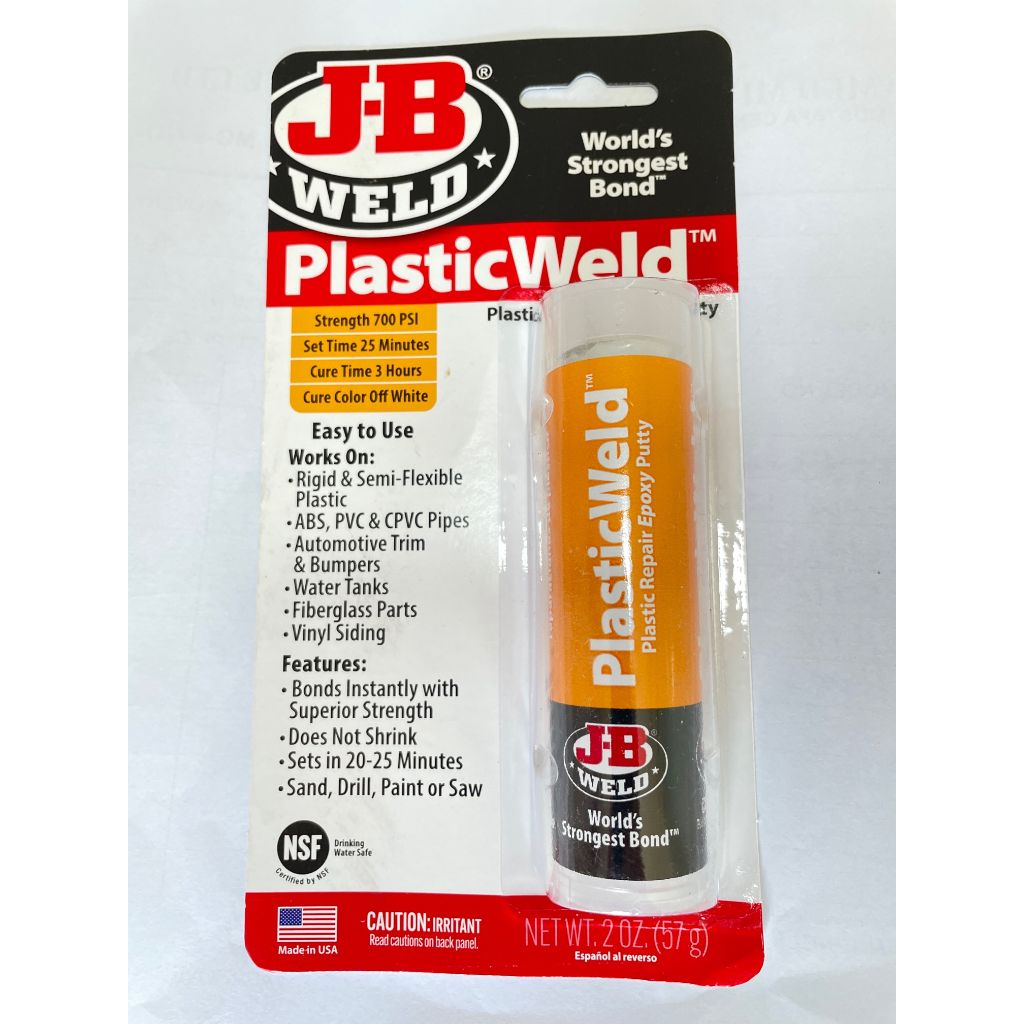 J-B®
WELD
World's
Strongest
Bond™
PlasticWeld™
Plastic
Strength 700 PSI
Set Time 25 Minutes
Cure Time 3 Hours
Cure Color Off White
Easy to Use
Works On:
• Rigid & Semi-Flexible
Plastic
• ABS, PVC & CPVC Pipes
• Automotive Trim
& Bumpers
• Water Tanks
• Fiberglass Parts
• Vinyl Siding
Features:
• Bonds Instantly with
Superior Strength
• Does Not Shrink
• Sets in 20-25 Minutes
• Sand, Drill, Paint or Saw
NSF
Certified by NSF
Drinking
Water Safe
Made in USA
CAUTION: IRRITANT
Read cautions on back panel.
NET WT. 2 OZ. (57 g)
Español al reverso
PlasticWeld™
Plastic Repair Epoxy Putty
J-B®
WELD
World's
Strongest Bond™